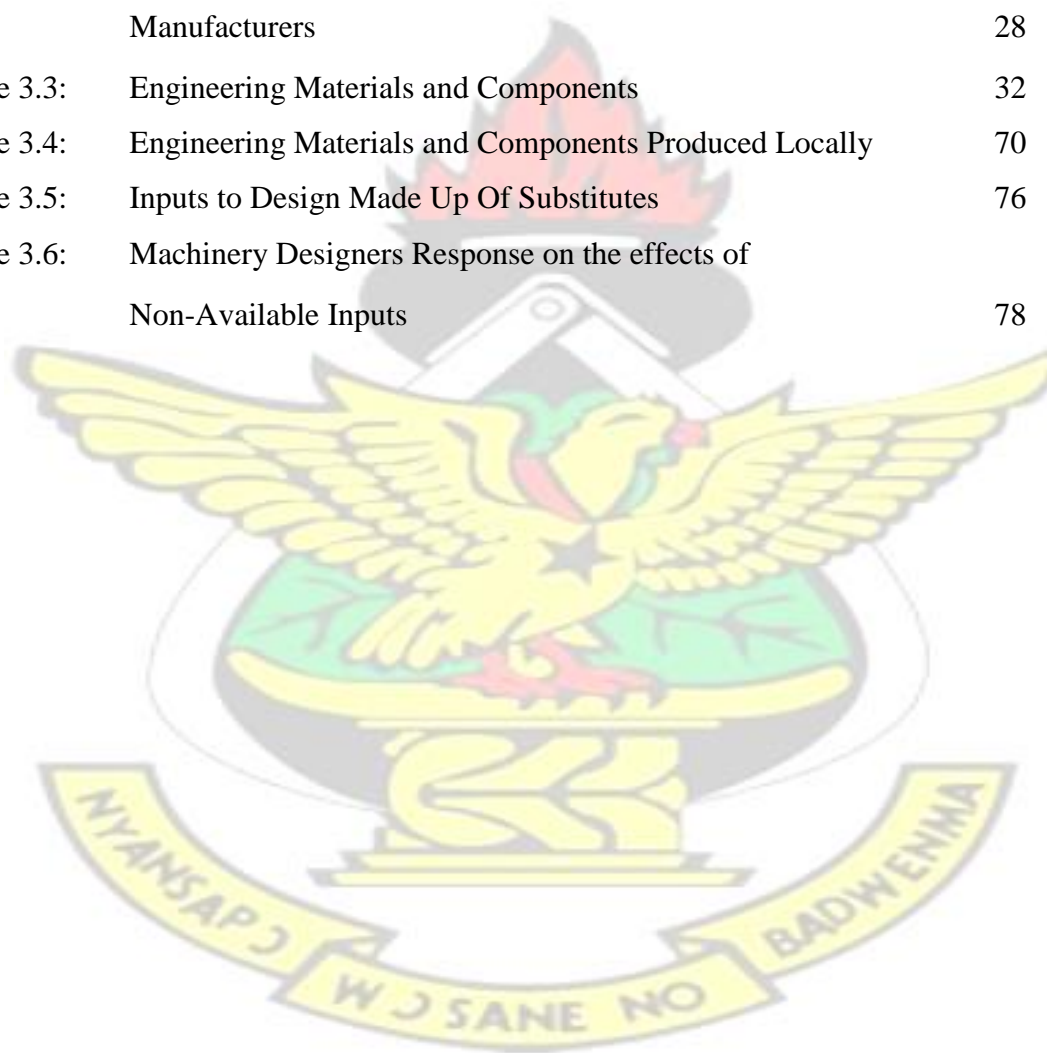 Manufacturers 28
e 3.3: Engineering Materials and Components 32
e 3.4: Engineering Materials and Components Produced Locally 70
e 3.5: Inputs to Design Made Up Of Substitutes 76
e 3.6: Machinery Designers Response on the effects of
Non-Available Inputs 78
NYANSAPƆ WƆ SANE NO BADWENMA